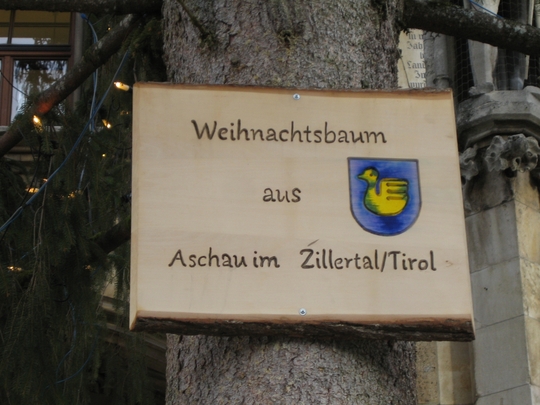 Weihnachtsbaum
aus
Aschau im Zillertal/Tirol